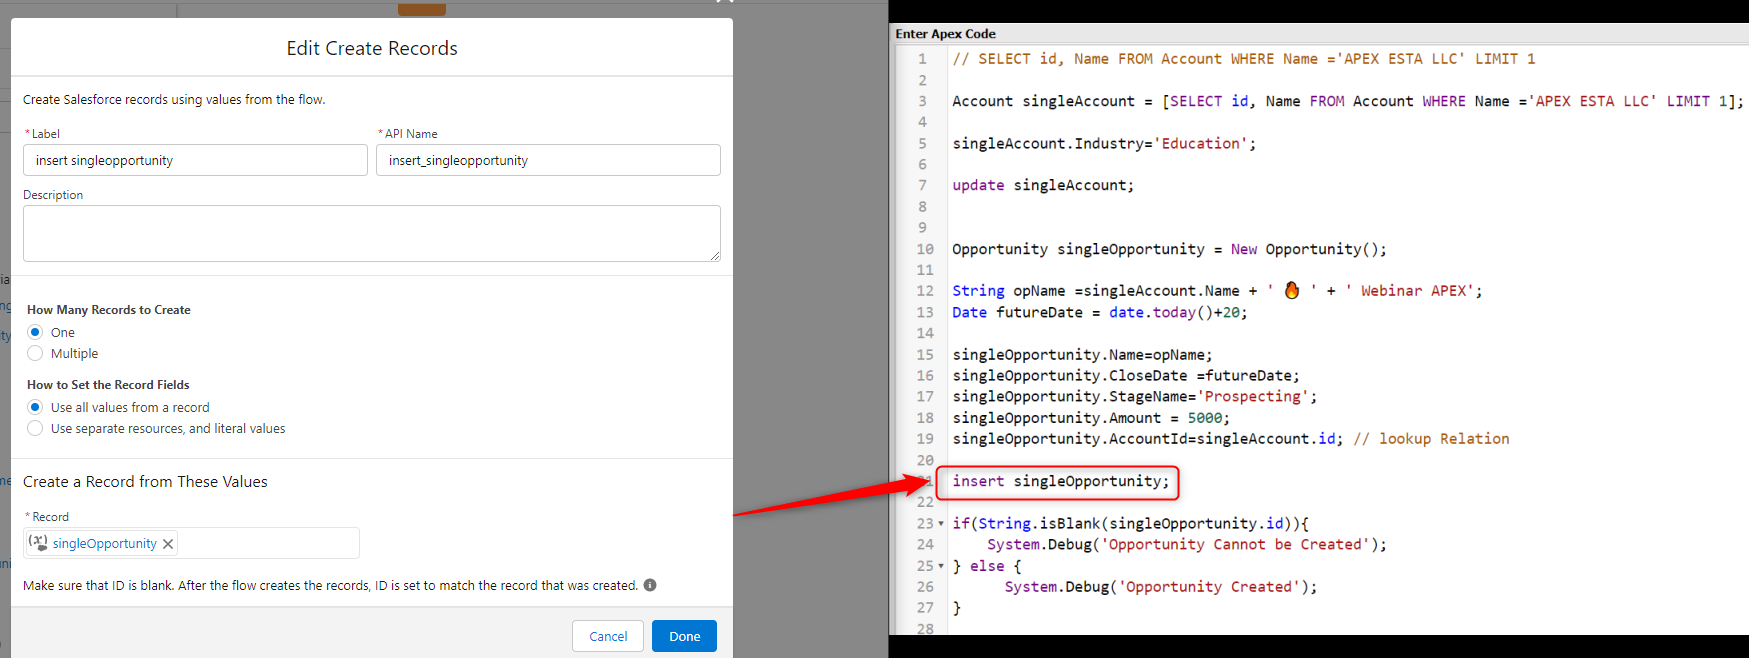 Edit Create Records
Create Salesforce records using values from the flow.
*Label
*API Name
insert singleopportunity
insert_singleopportunity
Description
How Many Records to Create
One
Multiple
How to Set the Record Fields
Use all values from a record
Use separate resources, and literal values
Create a Record from These Values
*Record
singleOpportunity
Make sure that ID is blank. After the flow creates the records, ID is set to match the record that was created.
Cancel
Done
Enter Apex Code
1 // SELECT id, Name FROM Account WHERE Name ='APEX ESTA LLC' LIMIT 1
2
3 Account singleAccount = [SELECT id, Name FROM Account WHERE Name ='APEX ESTA LLC' LIMIT 1];
4
5 singleAccount.Industry='Education';
6
7 update singleAccount;
8
9
10 Opportunity singleOpportunity = New Opportunity();
11
12 String opName =singleAccount.Name + ' 🔥 ' + ' Webinar APEX';
13 Date futureDate = date.today()+20;
14
15 singleOpportunity.Name=opName;
16 singleOpportunity.CloseDate =futureDate;
17 singleOpportunity.StageName='Prospecting';
18 singleOpportunity.Amount = 5000;
19 singleOpportunity.AccountId=singleAccount.id; // lookup Relation
20
21 insert singleOpportunity;
22
23 if(String.isBlank(singleOpportunity.id)){
24 System.Debug('Opportunity Cannot be Created');
25 } else {
26 System.Debug('Opportunity Created');
27 }
28